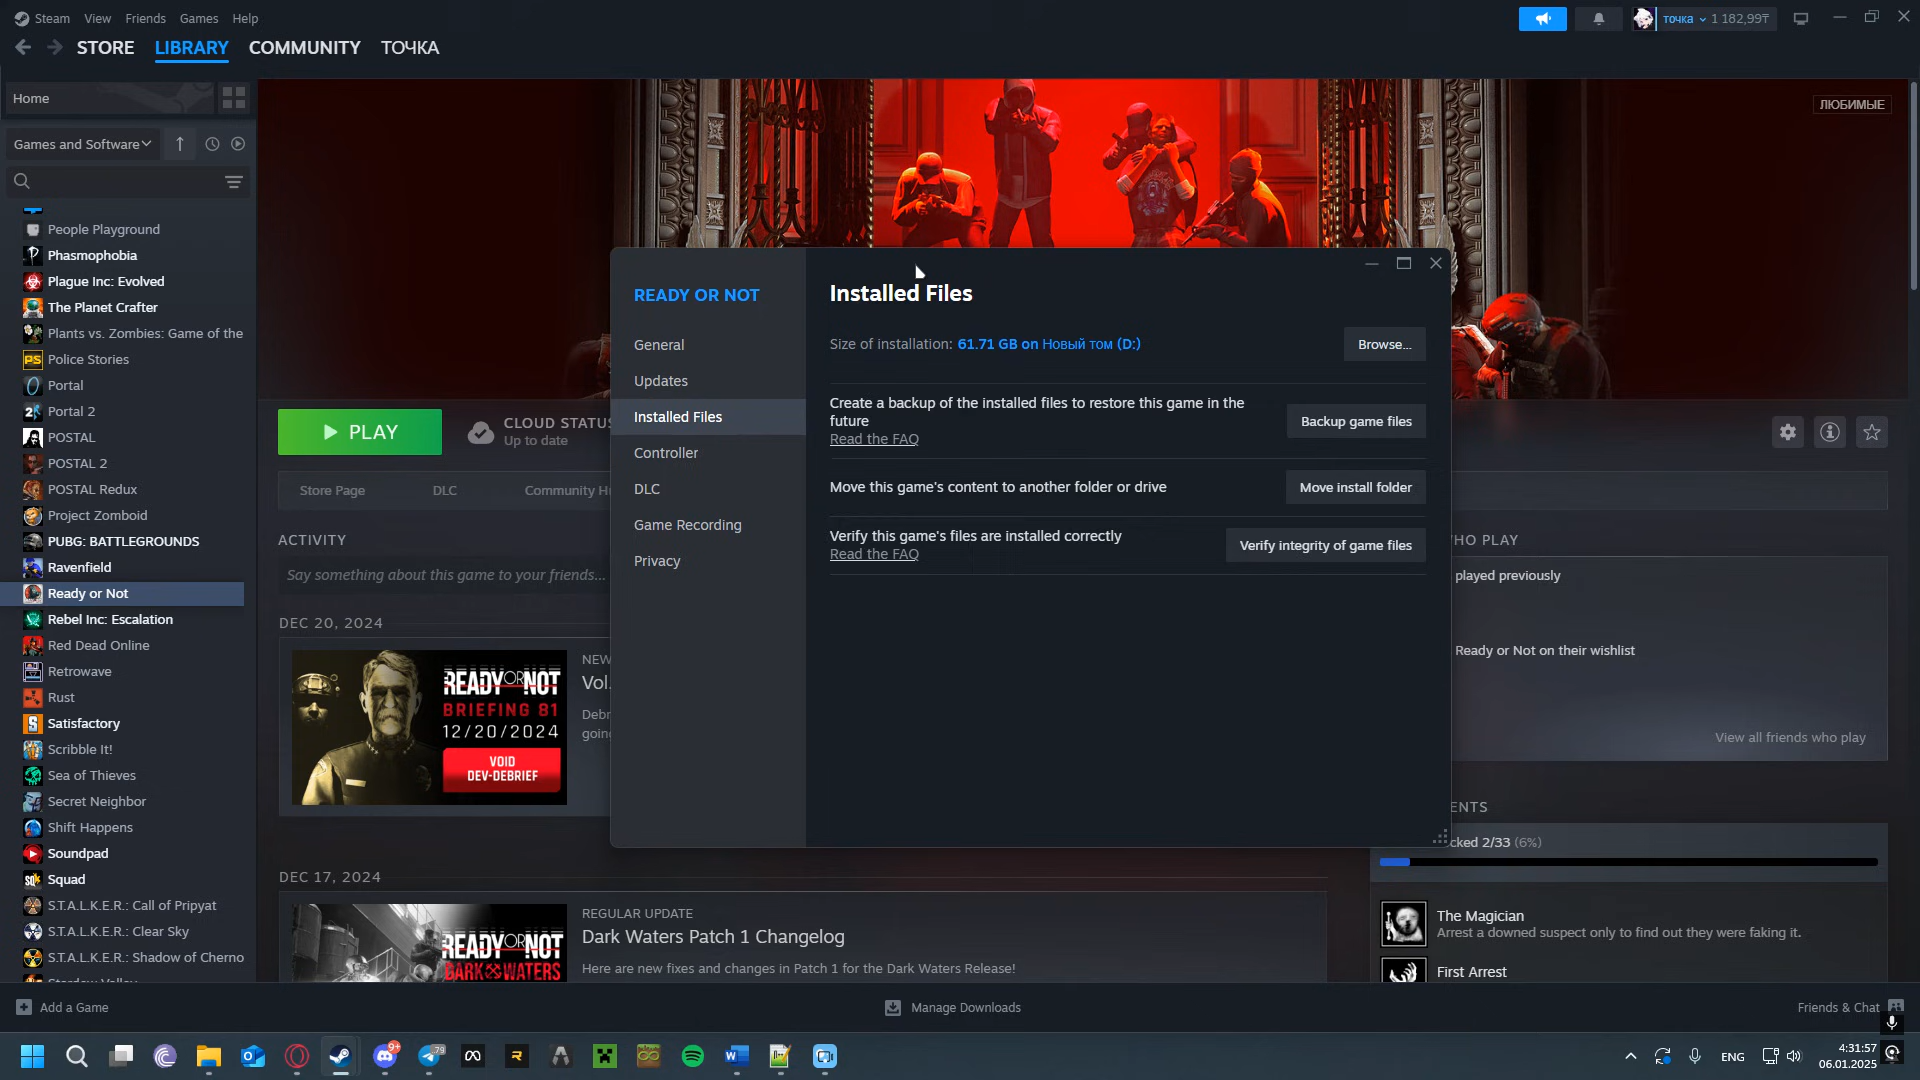 Steam View Friends Games Help
точка 1 182,99₸
STORE LIBRARY COMMUNITY ТОЧКА
Home
ЛЮБИМЫЕ
Games and Software
People Playground
Phasmophobia
Plague Inc: Evolved
The Planet Crafter
Plants vs. Zombies: Game of the
Police Stories
Portal
Portal 2
POSTAL
POSTAL 2
POSTAL Redux
Project Zomboid
PUBG: BATTLEGROUNDS
Ravenfield
Ready or Not
Rebel Inc: Escalation
Red Dead Online
Retrowave
Rust
Satisfactory
Scribble It!
Sea of Thieves
Secret Neighbor
Shift Happens
Soundpad
Squad
S.T.A.L.K.E.R.: Call of Pripyat
S.T.A.L.K.E.R.: Clear Sky
S.T.A.L.K.E.R.: Shadow of Cherno
PLAY
CLOUD STATUS
Up to date
Store Page DLC Community H
ACTIVITY
Say something about this game to your friends...
DEC 20, 2024
READY OR NOT
BRIEFING 81
12/20/2024
VOID
DEV-DEBRIEF
NEW
Vol.
Debr
going
DEC 17, 2024
READY OR NOT
DARK WATERS
REGULAR UPDATE
Dark Waters Patch 1 Changelog
Here are new fixes and changes in Patch 1 for the Dark Waters Release!
READY OR NOT
General
Updates
Installed Files
Controller
DLC
Game Recording
Privacy
Installed Files
Size of installation: 61.71 GB on Новый том (D:)
Browse...
Create a backup of the installed files to restore this game in the
future
Read the FAQ
Backup game files
Move this game's content to another folder or drive
Move install folder
Verify this game's files are installed correctly
Read the FAQ
Verify integrity of game files
HO PLAY
played previously
Ready or Not on their wishlist
View all friends who play
ENTS
cked 2/33 (6%)
The Magician
Arrest a downed suspect only to find out they were faking it.
First Arrest
Add a Game
Manage Downloads
Friends & Chat
9+
79
ENG
4:31:57
06.01.2025